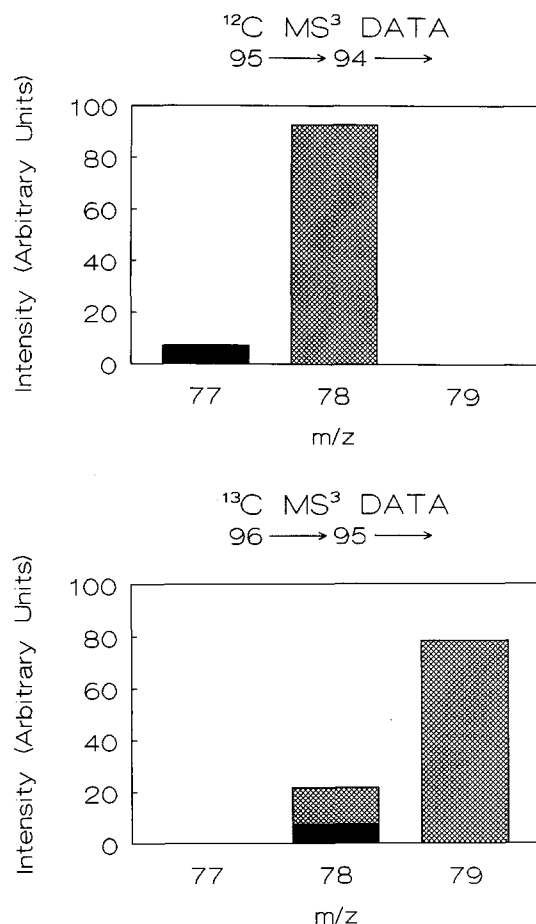 ¹²C MS³ DATA
95 → 94 →
Intensity (Arbitrary Units)
100
80
60
40
20
0
77 78 79
m/z
¹³C MS³ DATA
96 → 95 →
Intensity (Arbitrary Units)
100
80
60
40
20
0
77 78 79
m/z